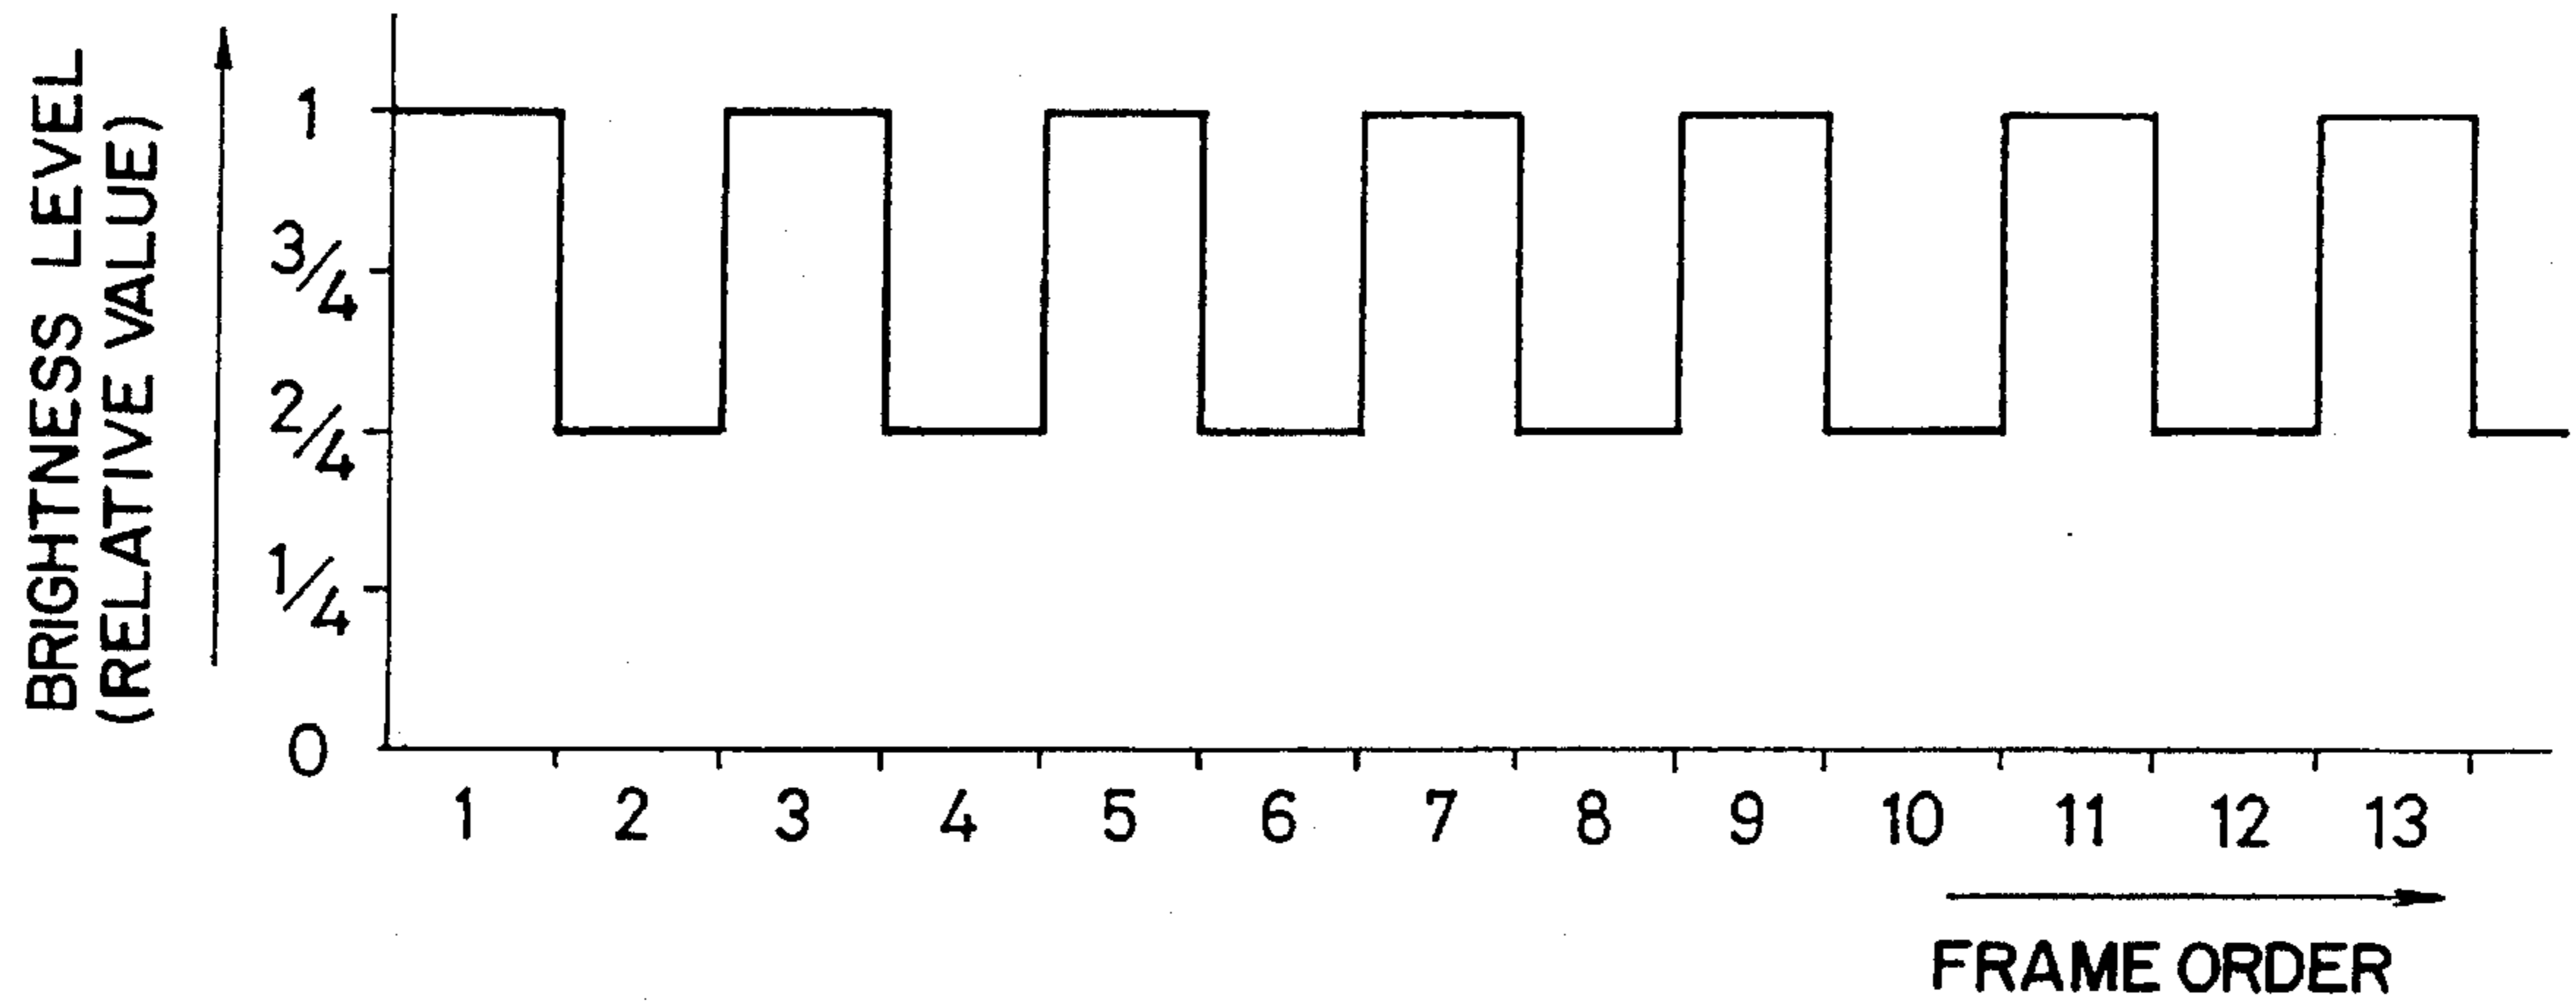 BRIGHTNESS LEVEL
(RELATIVE VALUE)
1
3/4
2/4
1/4
0
1 2 3 4 5 6 7 8 9 10 11 12 13
FRAME ORDER